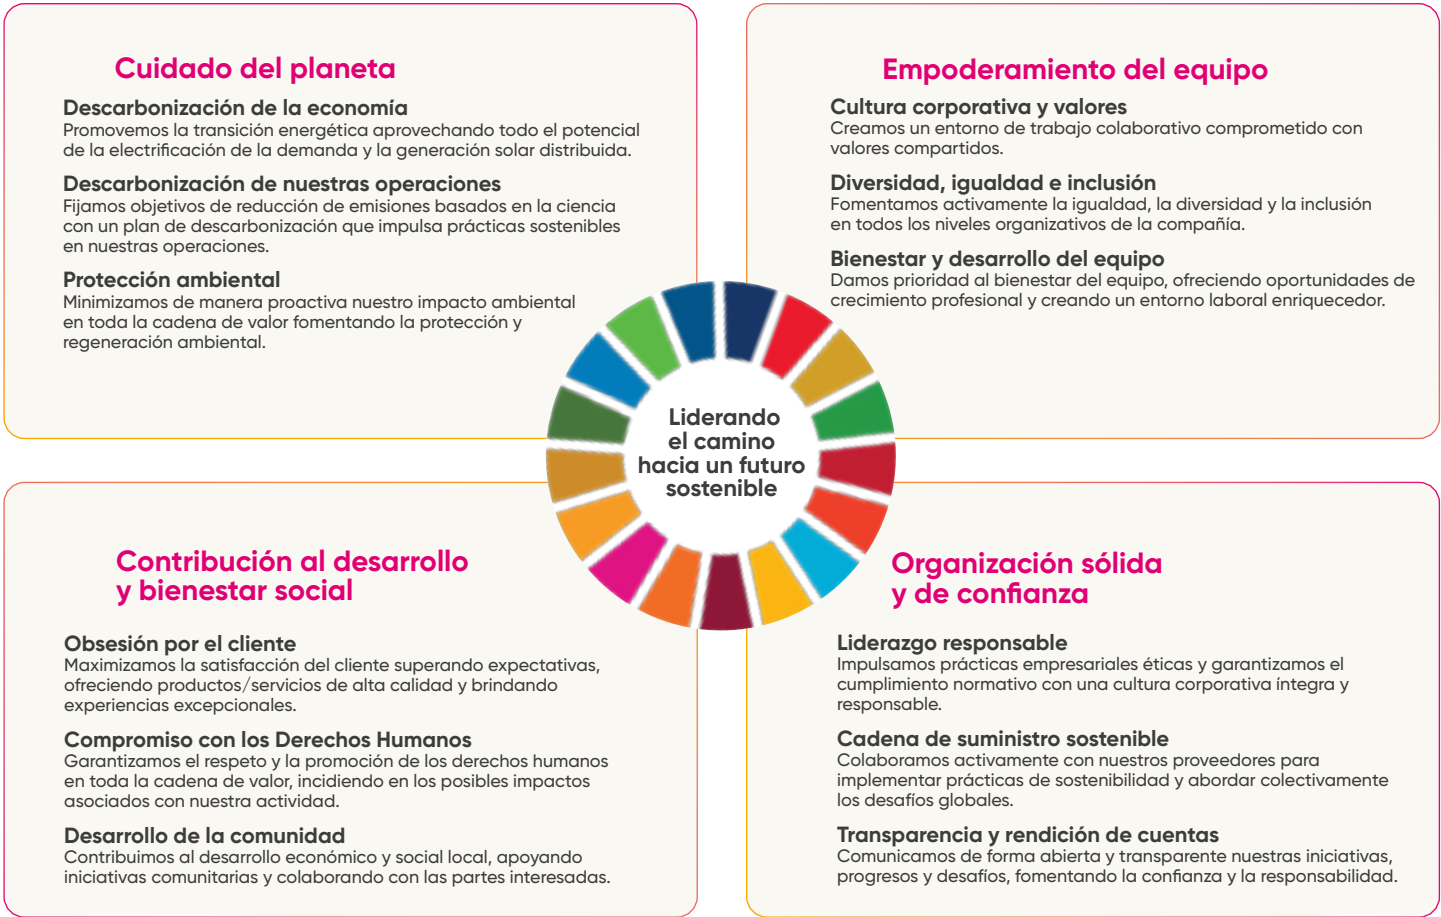 Cuidado del planeta
Descarbonización de la economía
Promovemos la transición energética aprovechando todo el potencial
de la electrificación de la demanda y la generación solar distribuida.
Descarbonización de nuestras operaciones
Fijamos objetivos de reducción de emisiones basados en la ciencia
con un plan de descarbonización que impulsa prácticas sostenibles
en nuestras operaciones.
Protección ambiental
Minimizamos de manera proactiva nuestro impacto ambiental
en toda la cadena de valor fomentando la protección y
regeneración ambiental.
Empoderamiento del equipo
Cultura corporativa y valores
Creamos un entorno de trabajo colaborativo comprometido con
valores compartidos.
Diversidad, igualdad e inclusión
Fomentamos activamente la igualdad, la diversidad y la inclusión
en todos los niveles organizativos de la compañía.
Bienestar y desarrollo del equipo
Damos prioridad al bienestar del equipo, ofreciendo oportunidades de
crecimiento profesional y creando un entorno laboral enriquecedor.
Liderando
el camino
hacia un futuro
sostenible
Contribución al desarrollo
y bienestar social
Obsesión por el cliente
Maximizamos la satisfacción del cliente superando expectativas,
ofreciendo productos/servicios de alta calidad y brindando
experiencias excepcionales.
Compromiso con los Derechos Humanos
Garantizamos el respeto y la promoción de los derechos humanos
en toda la cadena de valor, incidiendo en los posibles impactos
asociados con nuestra actividad.
Desarrollo de la comunidad
Contribuimos al desarrollo económico y social local, apoyando
iniciativas comunitarias y colaborando con las partes interesadas.
Organización sólida
y de confianza
Liderazgo responsable
Impulsamos prácticas empresariales éticas y garantizamos el
cumplimiento normativo con una cultura corporativa íntegra y
responsable.
Cadena de suministro sostenible
Colaboramos activamente con nuestros proveedores para
implementar prácticas de sostenibilidad y abordar colectivamente
los desafíos globales.
Transparencia y rendición de cuentas
Comunicamos de forma abierta y transparente nuestras iniciativas,
progresos y desafíos, fomentando la confianza y la responsabilidad.